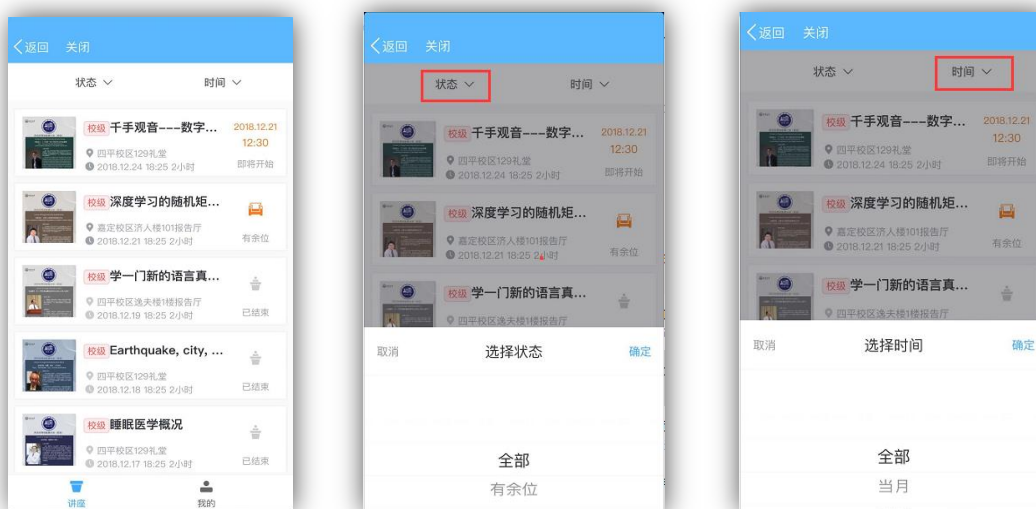 返回 关闭
状态 时间
校级 千手观音---数字...
2018.12.21
12:30
四平校区129礼堂
2018.12.24 18:25 2小时
即将开始
校级 深度学习的随机矩...
嘉定校区济人楼101报告厅
2018.12.21 18:25 2小时
有余位
校级 学一门新的语言真...
四平校区逸夫楼1楼报告厅
2018.12.19 18:25 2小时
已结束
校级 Earthquake, city, ...
四平校区129礼堂
2018.12.18 18:25 2小时
已结束
校级 睡眠医学概况
四平校区129礼堂
2018.12.17 18:25 2小时
已结束
讲座 我的
返回 关闭
状态 时间
校级 千手观音---数字...
2018.12.21
12:30
四平校区129礼堂
2018.12.24 18:25 2小时
即将开始
校级 深度学习的随机矩...
嘉定校区济人楼101报告厅
2018.12.21 18:25 2小时
有余位
校级 学一门新的语言真...
四平校区逸夫楼1楼报告厅
取消 选择状态 确定
全部
有余位
返回 关闭
状态 时间
校级 千手观音---数字...
2018.12.21
12:30
四平校区129礼堂
2018.12.24 18:25 2小时
即将开始
校级 深度学习的随机矩...
嘉定校区济人楼101报告厅
2018.12.21 18:25 2小时
有余位
校级 学一门新的语言真...
四平校区逸夫楼1楼报告厅
取消 选择时间 确定
全部
当月